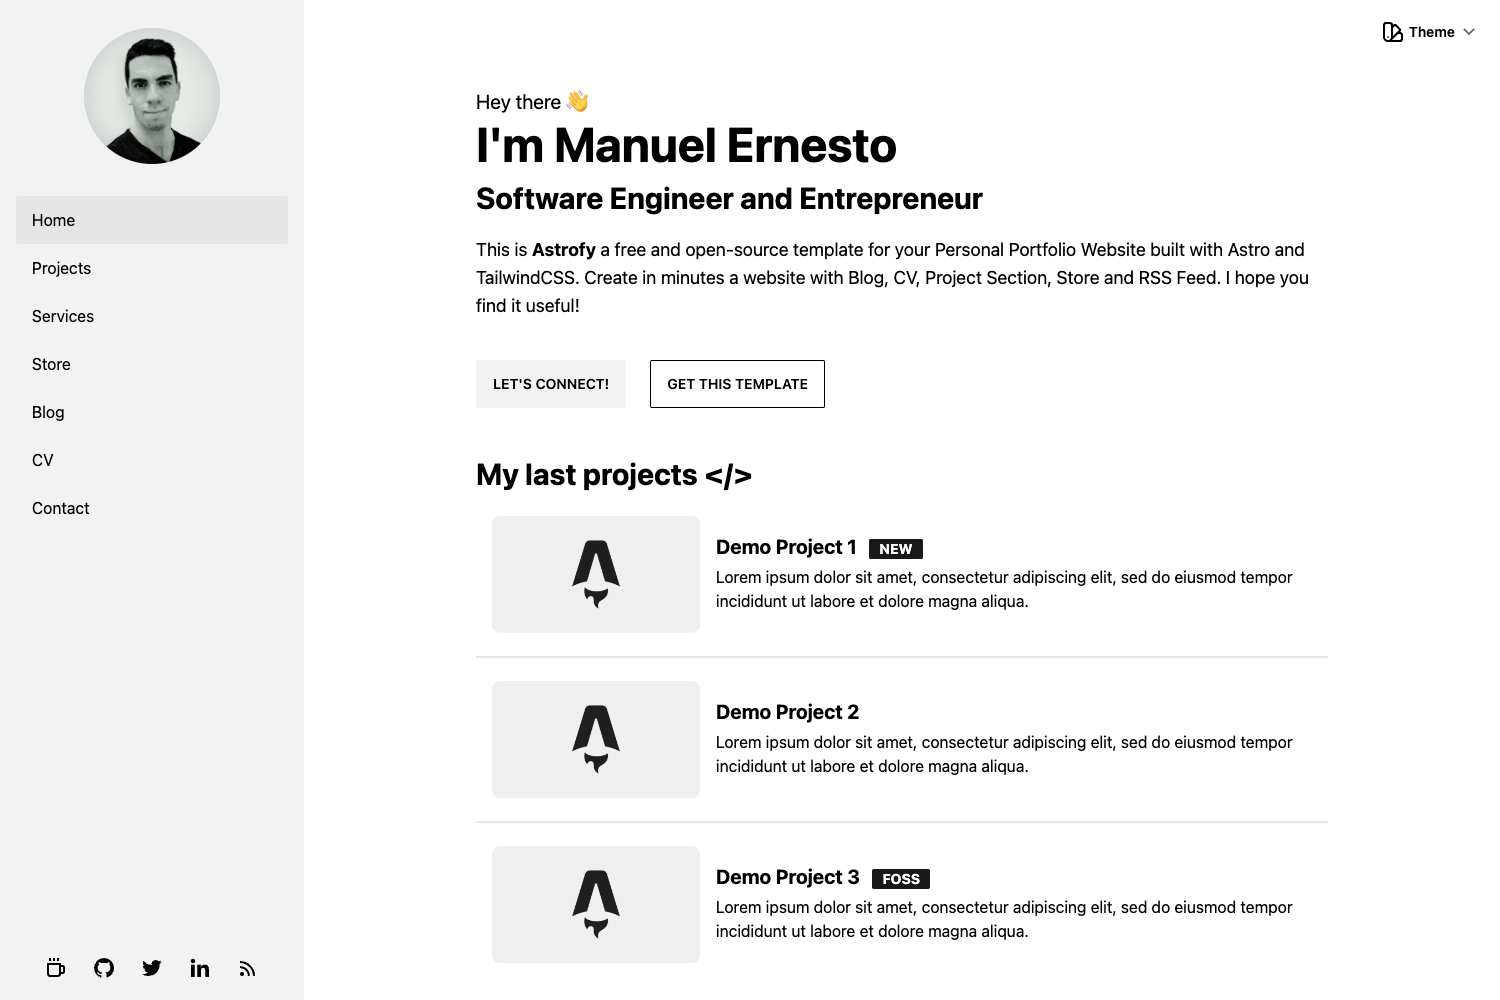 Home
Projects
Services
Store
Blog
CV
Contact
Theme
Hey there 👋
I'm Manuel Ernesto
Software Engineer and Entrepreneur
This is Astrofy a free and open-source template for your Personal Portfolio Website built with Astro and
TailwindCSS. Create in minutes a website with Blog, CV, Project Section, Store and RSS Feed. I hope you
find it useful!
LET'S CONNECT! GET THIS TEMPLATE
My last projects </>
Demo Project 1 NEW
Lorem ipsum dolor sit amet, consectetur adipiscing elit, sed do eiusmod tempor
incididunt ut labore et dolore magna aliqua.
Demo Project 2
Lorem ipsum dolor sit amet, consectetur adipiscing elit, sed do eiusmod tempor
incididunt ut labore et dolore magna aliqua.
Demo Project 3 FOSS
Lorem ipsum dolor sit amet, consectetur adipiscing elit, sed do eiusmod tempor
incididunt ut labore et dolore magna aliqua.